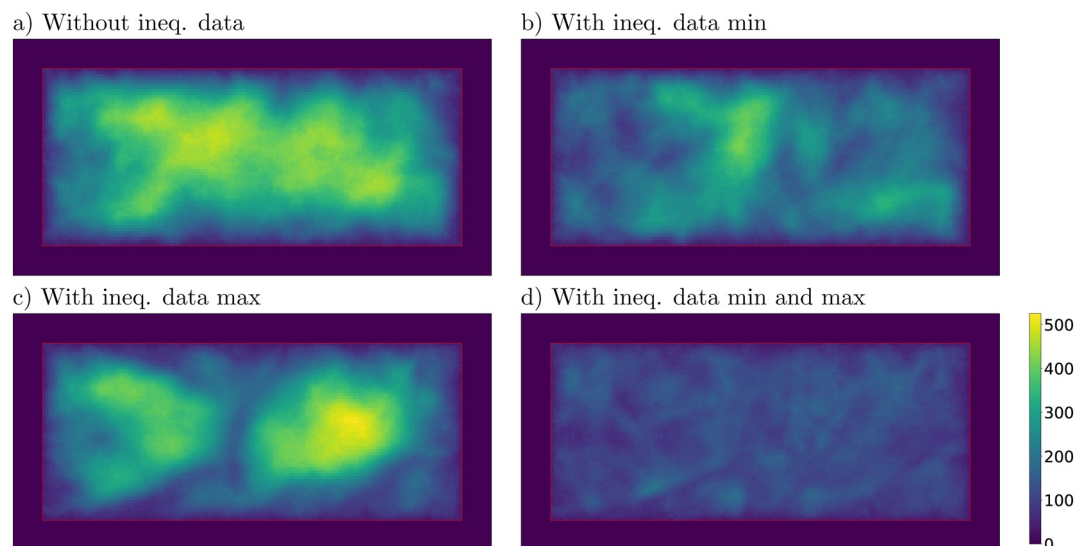 a) Without ineq. data
b) With ineq. data min
c) With ineq. data max
d) With ineq. data min and max
500
400
300
200
100
0